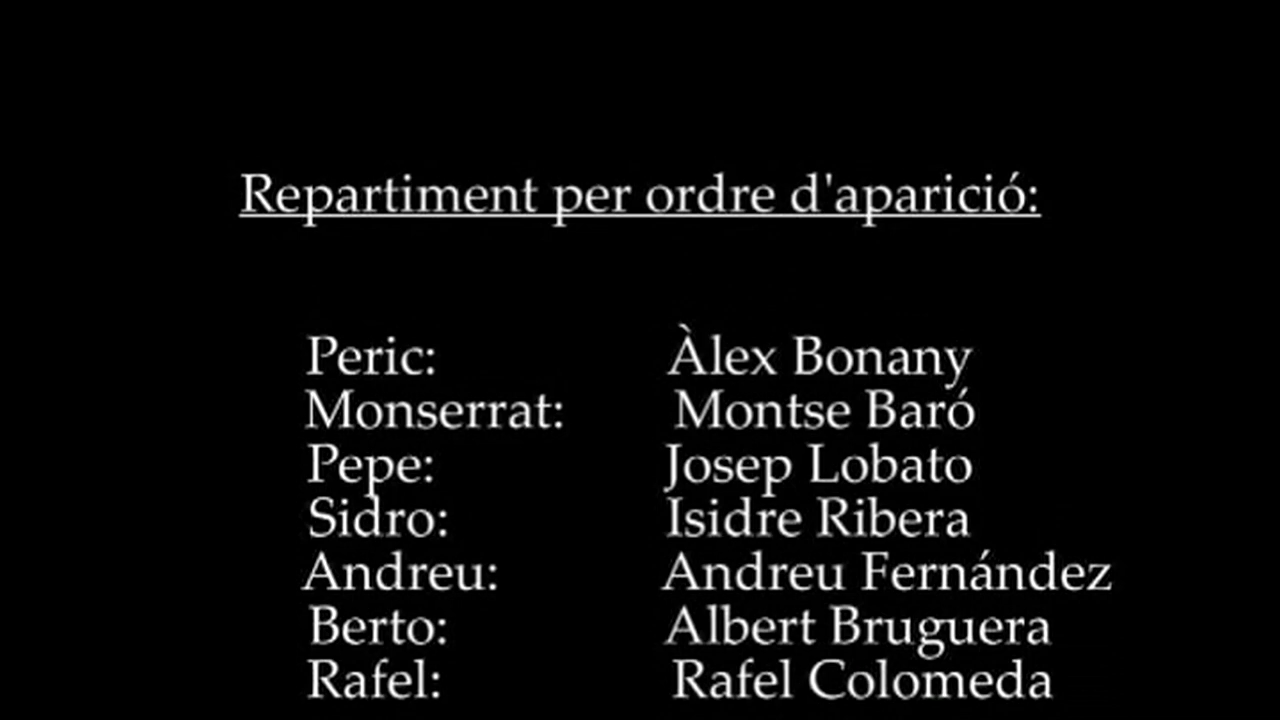 Repartiment per ordre d'aparició:
Peric: Àlex Bonany
Monserrat: Montse Baró
Pepe: Josep Lobato
Sidro: Isidre Ribera
Andreu: Andreu Fernández
Berto: Albert Bruguera
Rafel: Rafel Colomeda